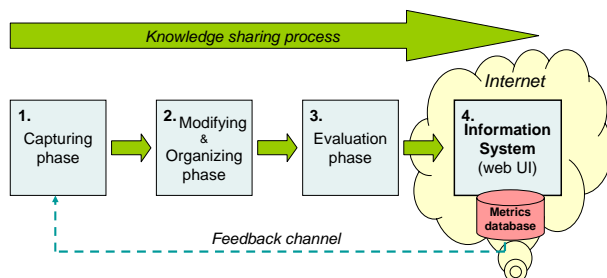 Knowledge sharing process
Internet
1.
Capturing
phase
2. Modifying
&
Organizing
phase
3.
Evaluation
phase
4.
Information
System
(web UI)
Metrics
database
Feedback channel